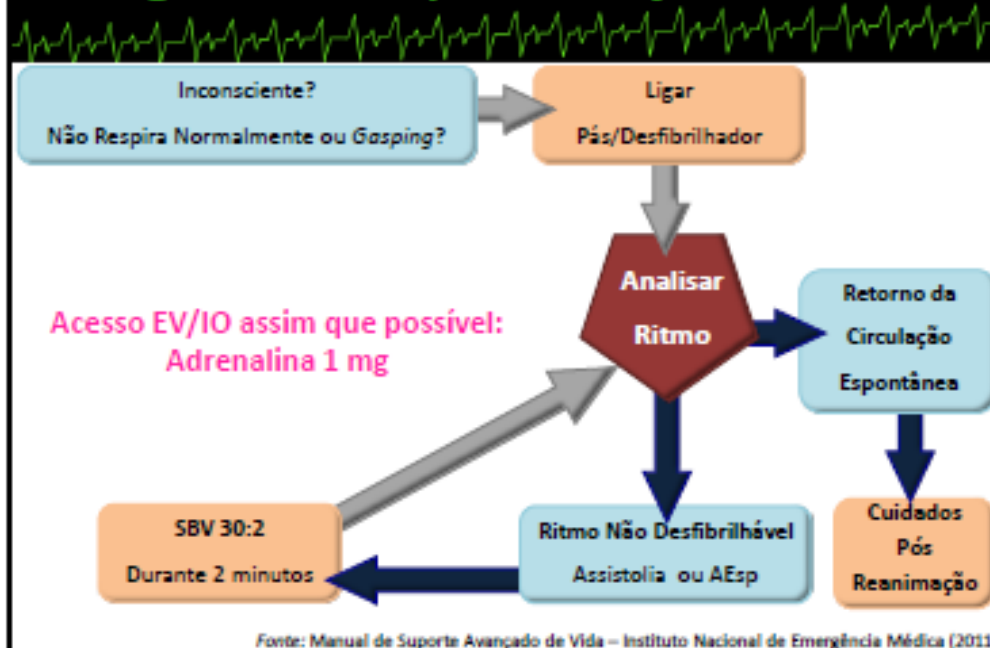 Inconsciente?
Não Respira Normalmente ou Gasping?
Ligar
Pás/Desfibrilhador
Analisar
Ritmo
Retorno da
Circulação
Espontânea
Acesso EV/IO assim que possível:
Adrenalina 1 mg
SBV 30:2
Durante 2 minutos
Ritmo Não Desfibrilhável
Assistolia ou AEsp
Cuidados
Pós
Reanimação
Fonte: Manual de Suporte Avançado de Vida – Instituto Nacional de Emergência Médica (2011